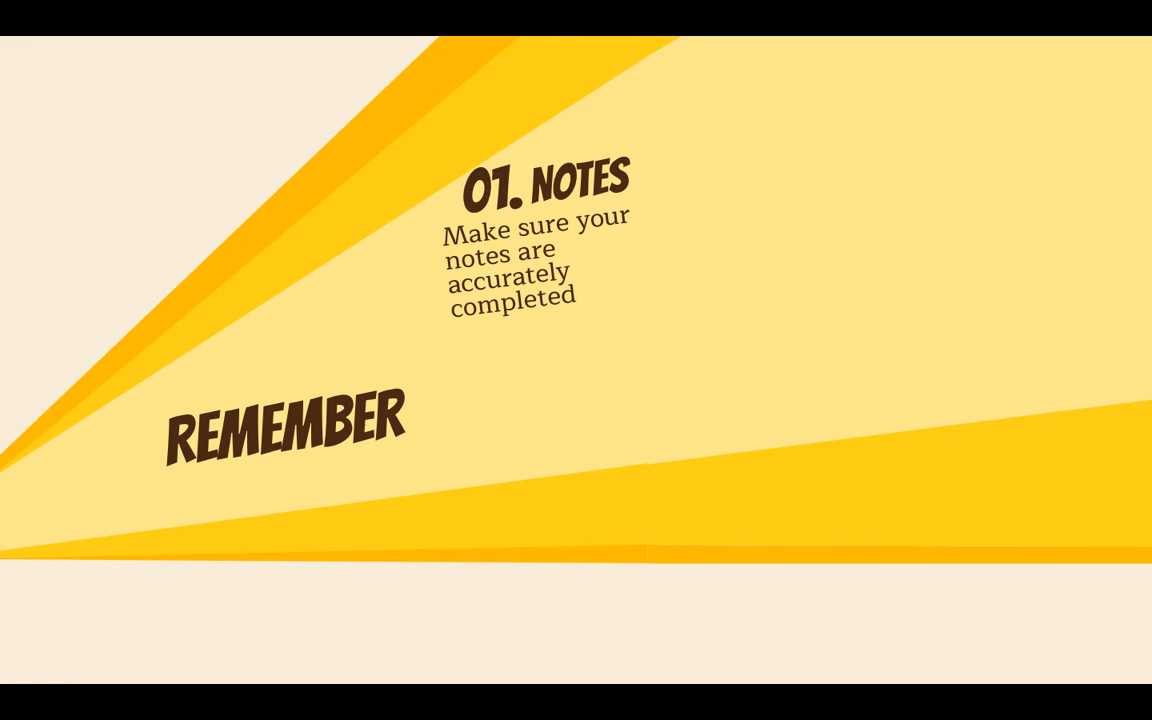 01. NOTES
Make sure your
notes are
accurately
completed
REMEMBER